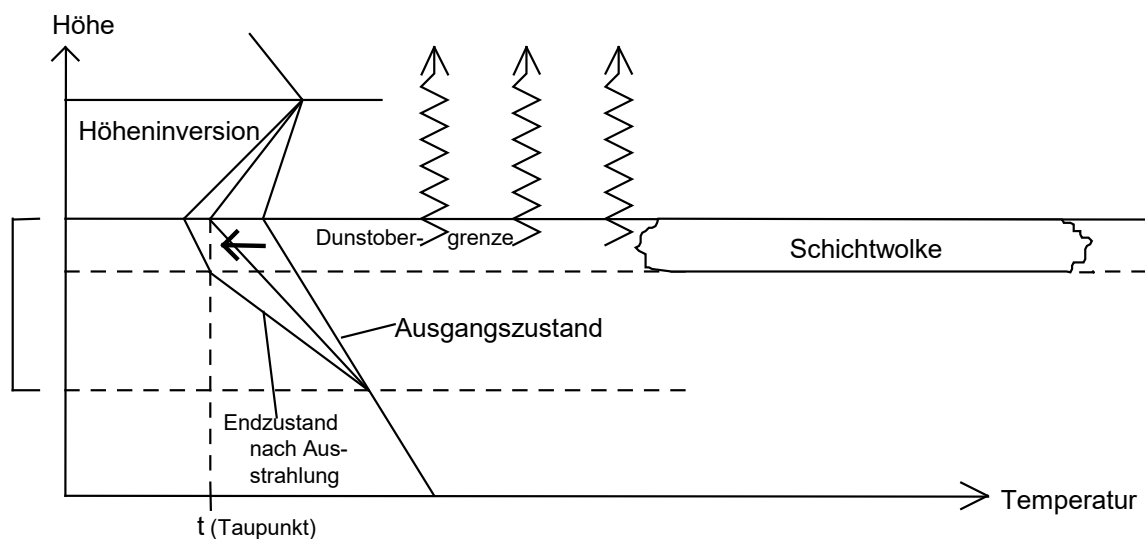 Höhe
Höheninversion
Dunstober- grenze
Schichtwolke
Ausgangszustand
Endzustand
nach Aus-
strahlung
Temperatur
t (Taupunkt)